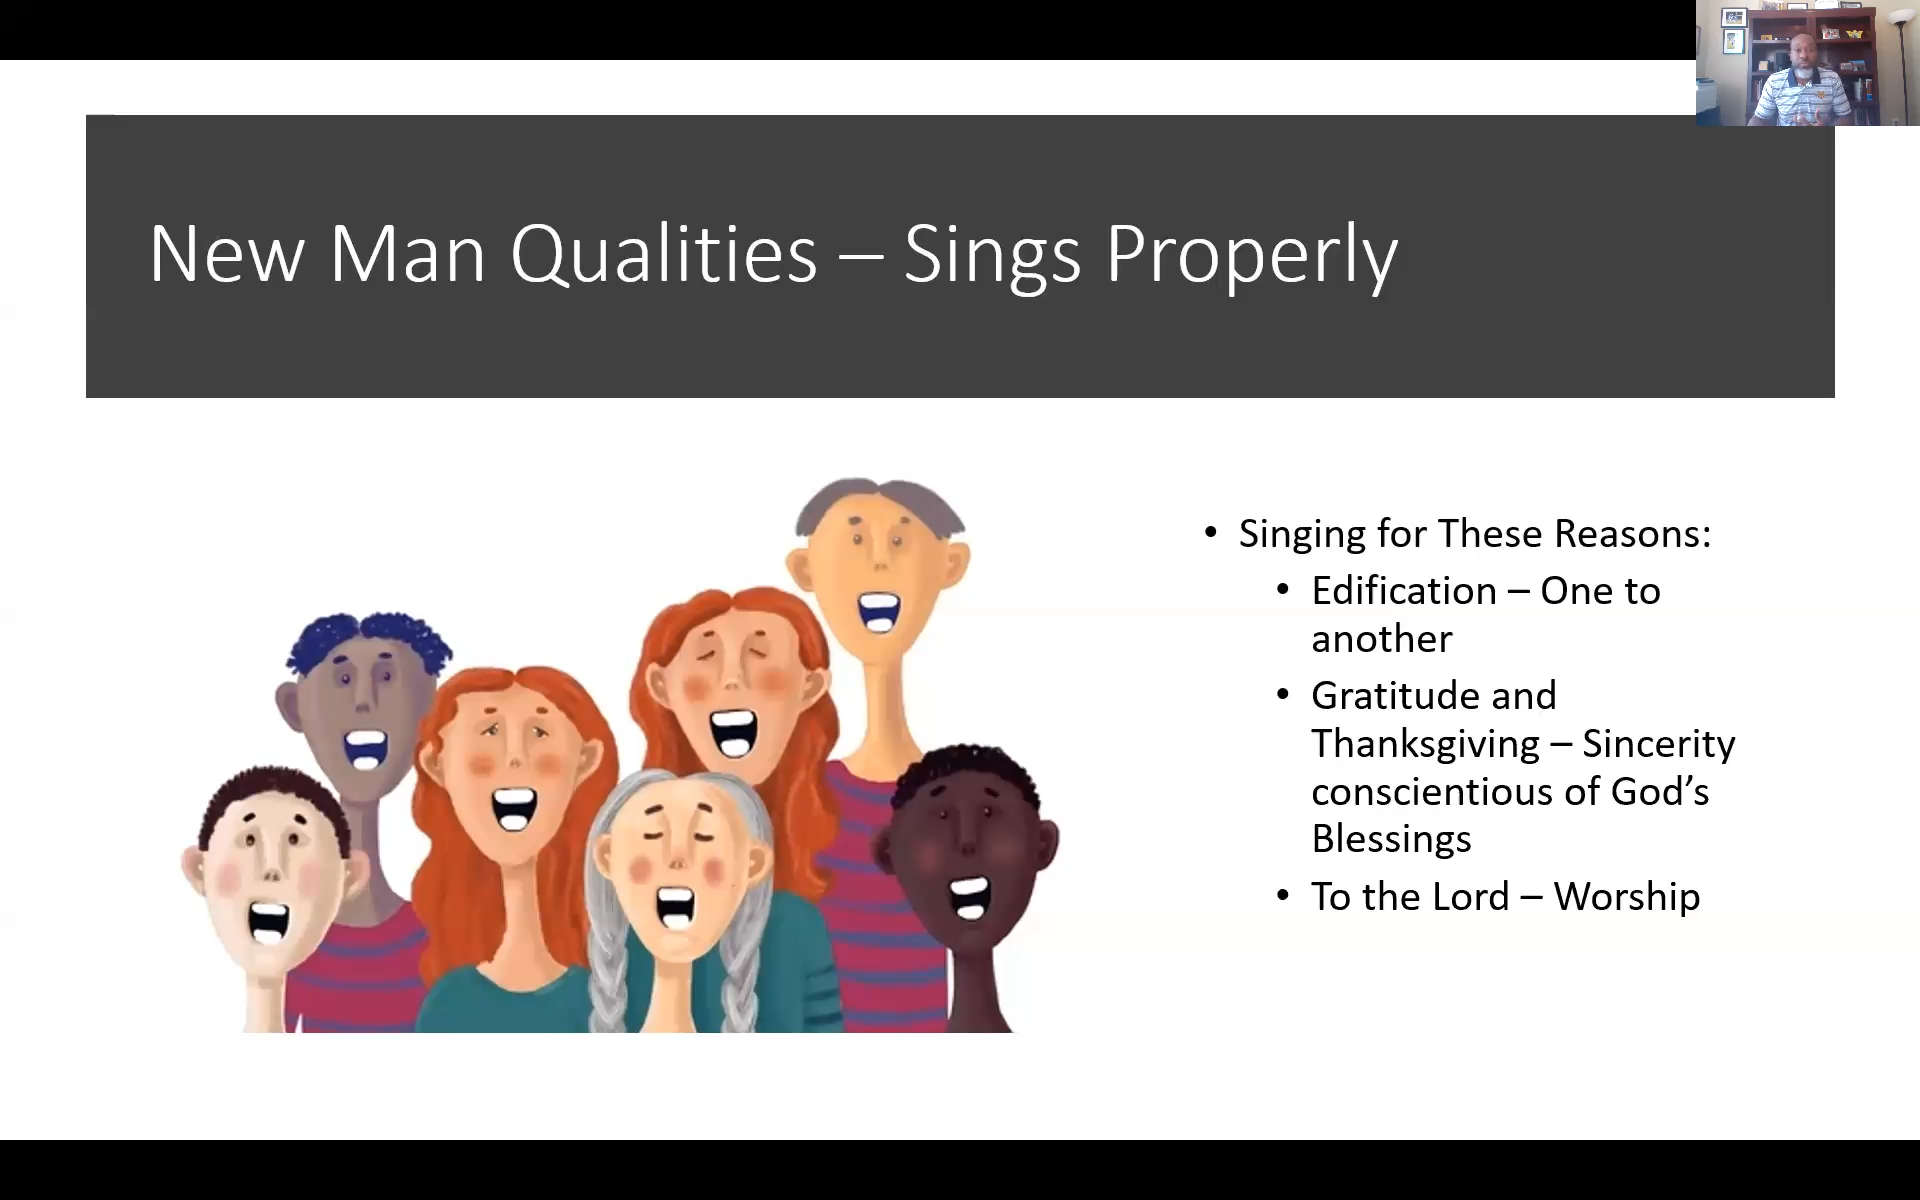 New Man Qualities – Sings Properly
• Singing for These Reasons:
• Edification – One to
another
• Gratitude and
Thanksgiving – Sincerity
conscientious of God’s
Blessings
• To the Lord – Worship